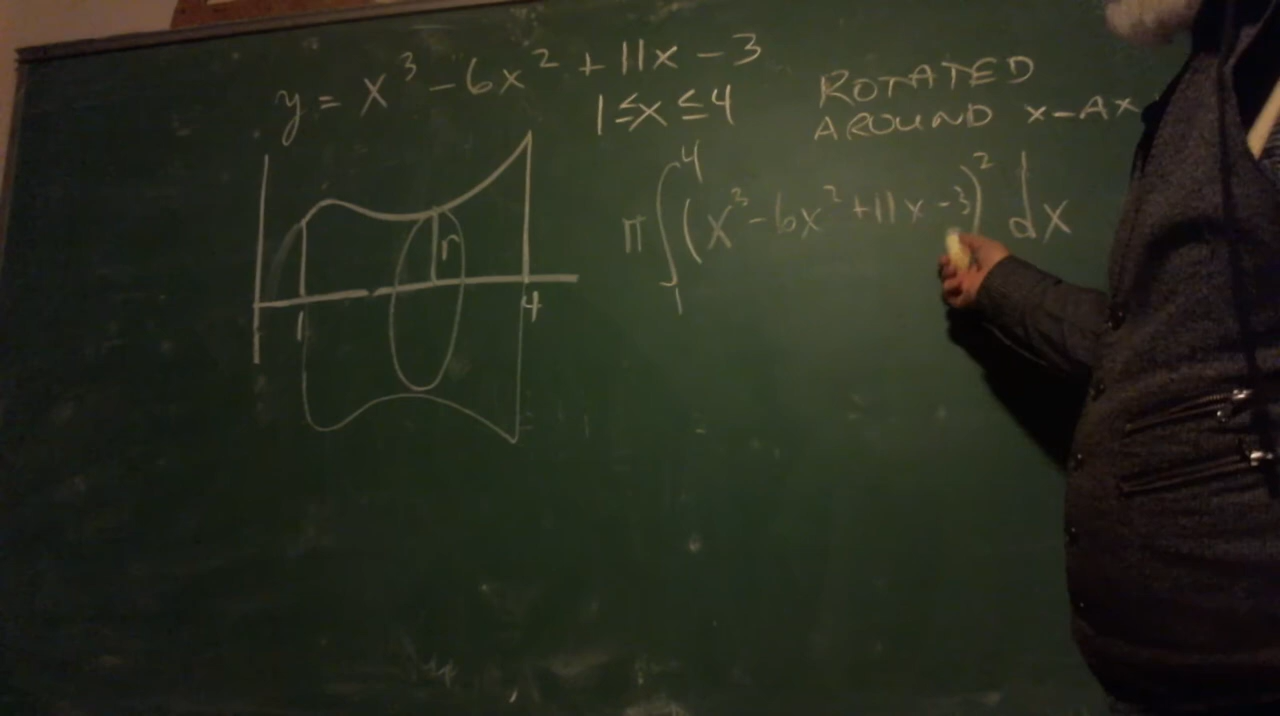 y = x³ - 6x² + 11x - 3
1 ≤ x ≤ 4
ROTATED
AROUND x-AX
π∫₁⁴ (x³ - 6x² + 11x - 3)² dx
r
1
4